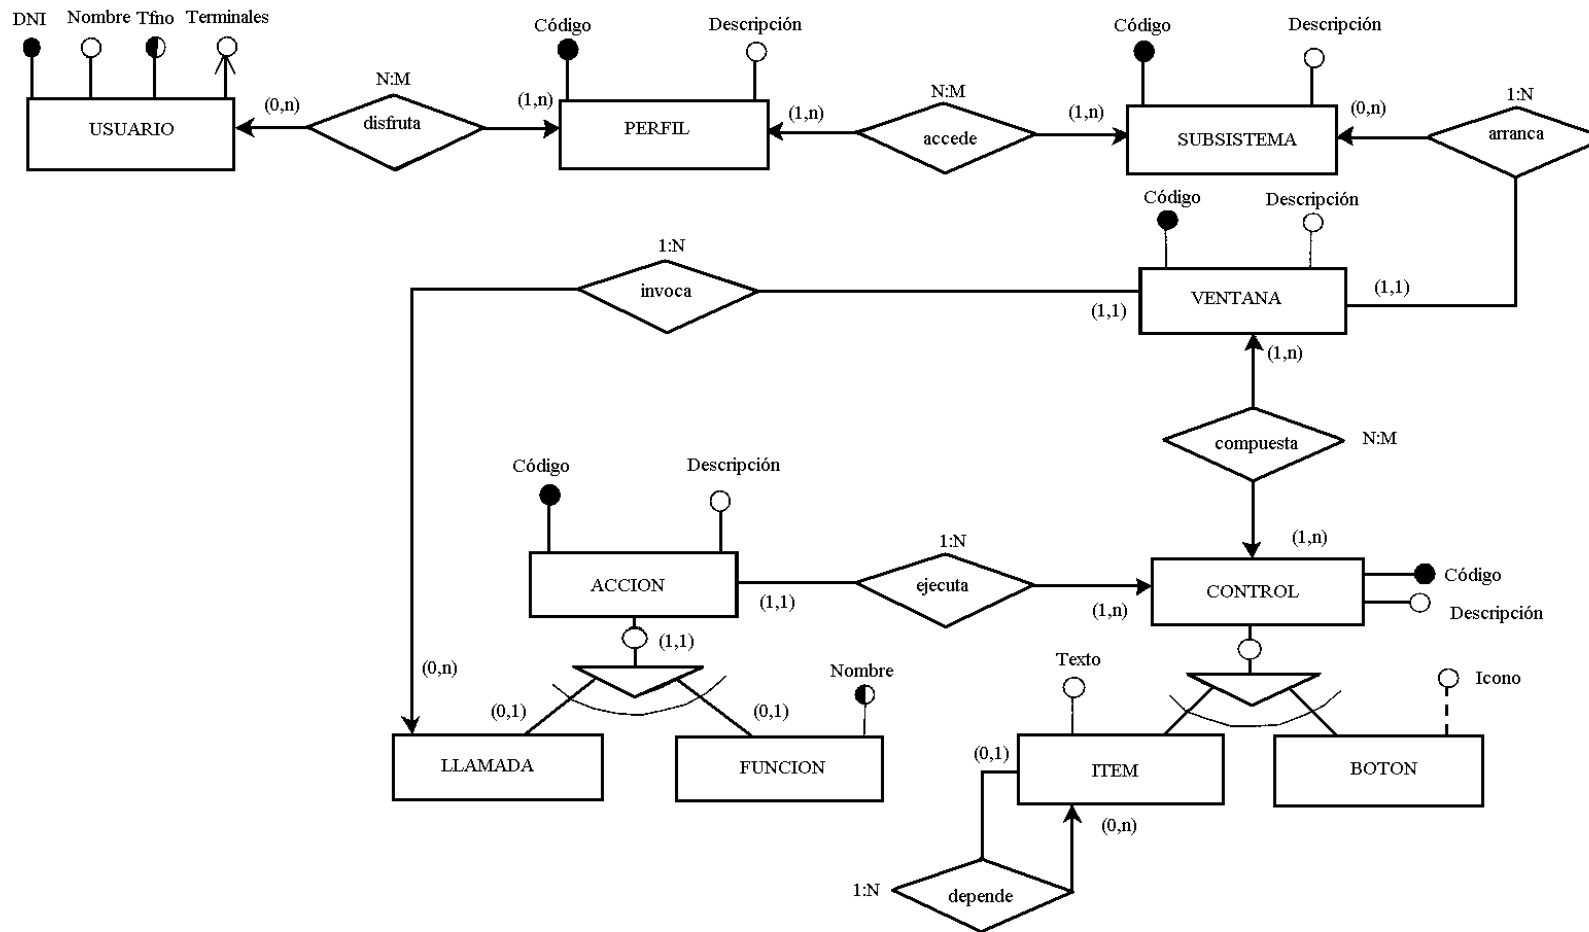 DNI Nombre Tfno Terminales
Código Descripción
Código Descripción
N:M
N:M
1:N
(0,n) (1,n) (1,n) (1,n) (0,n)
USUARIO disfruta PERFIL accede SUBSISTEMA arranca
Código Descripción
1:N
invoca VENTANA
(1,1) (1,1)
(1,n)
compuesta N:M
Código Descripción
(1,n)
1:N
ACCION ejecuta CONTROL Código
(1,1) (1,n) Descripción
(1,1)
(0,n) Nombre Texto Icono
(0,1) (0,1)
(0,1)
LLAMADA FUNCION ITEM BOTON
(0,n)
1:N depende